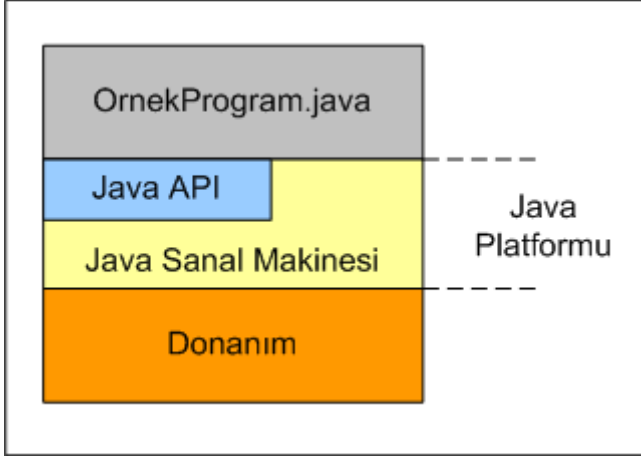 OrnekProgram.java
Java API
Java Sanal Makinesi
Java
Platformu
Donanım